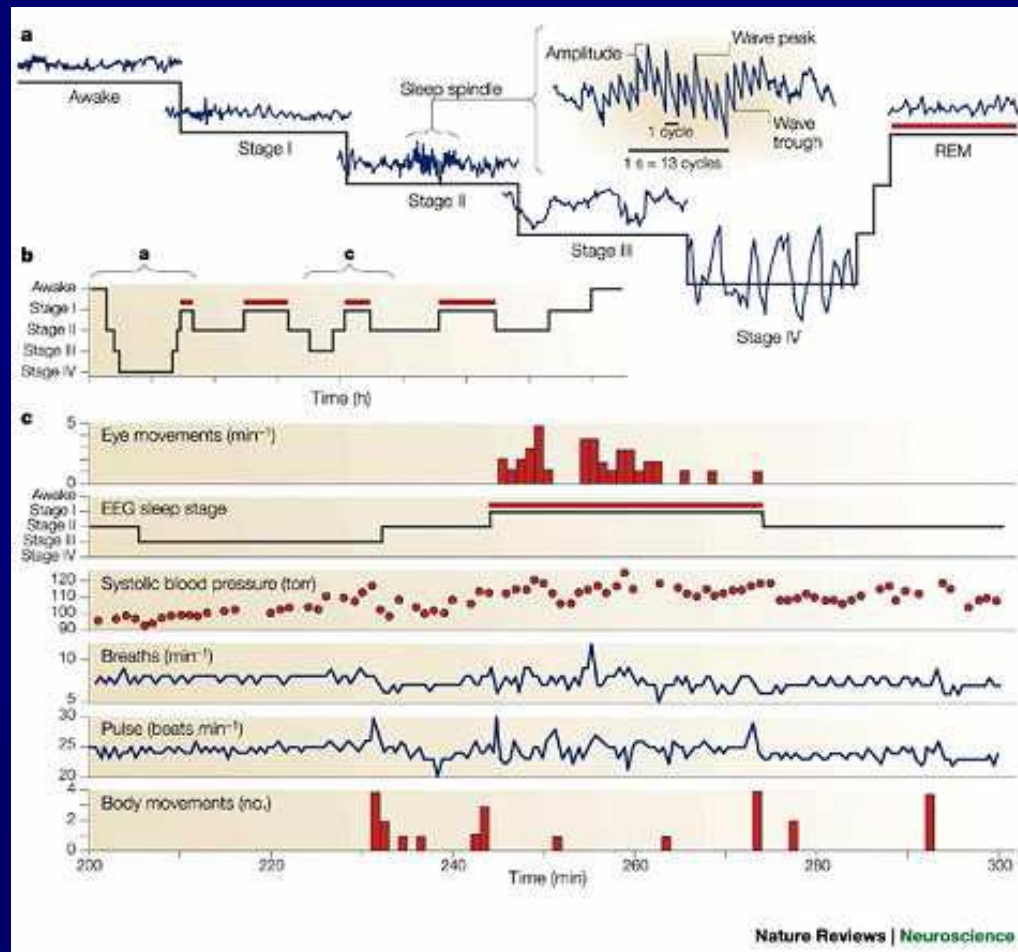 a
Awake
Stage I
Sleep spindle
Stage II
Amplitude
Wave peak
1 cycle
Wave
trough
1 s = 13 cycles
Stage III
Stage IV
REM
b
a
c
Awake
Stage I
Stage II
Stage III
Stage IV
Time (h)
c
5
0
Eye movements (min⁻¹)
Awake
Stage I
Stage II
Stage III
Stage IV
EEG sleep stage
120
110
100
90
Systolic blood pressure (torr)
10
5
Breaths (min⁻¹)
30
25
20
Pulse (beats min⁻¹)
4
2
0
Body movements (no.)
200 220 240 260 280 300
Time (min)
Nature Reviews | Neuroscience